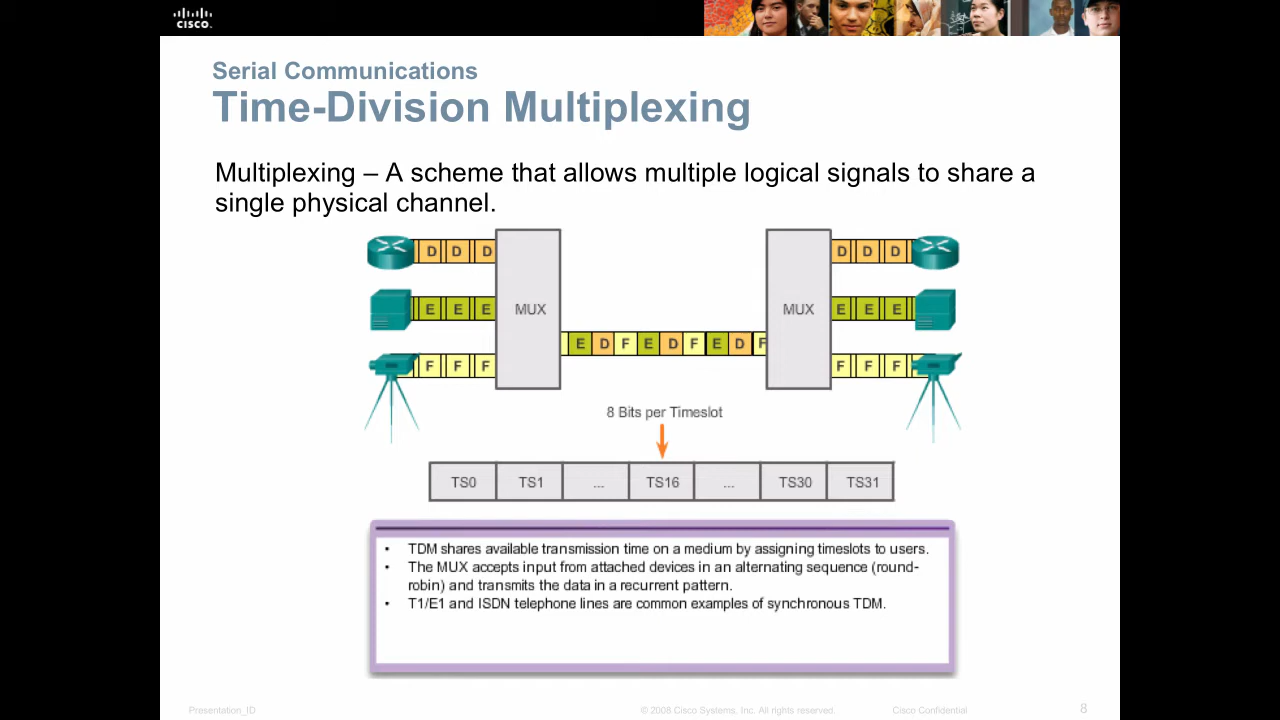 CISCO.
Serial Communications
Time-Division Multiplexing
Multiplexing – A scheme that allows multiple logical signals to share a
single physical channel.
D D D MUX MUX D D D
E E E E E E
E D F E D F E D F
F F F F F F
8 Bits per Timeslot
TS0 TS1 ... TS16 ... TS30 TS31
• TDM shares available transmission time on a medium by assigning timeslots to users.
• The MUX accepts input from attached devices in an alternating sequence (round-
robin) and transmits the data in a recurrent pattern.
• T1/E1 and ISDN telephone lines are common examples of synchronous TDM.
Presentation_ID © 2008 Cisco Systems, Inc. All rights reserved. Cisco Confidential 8